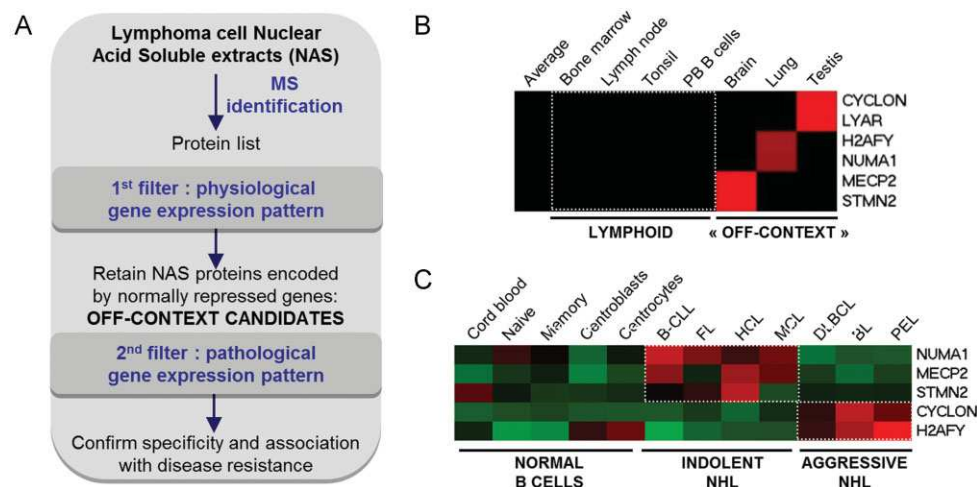 A
Lymphoma cell Nuclear
Acid Soluble extracts (NAS)
MS
identification
Protein list
1st filter : physiological
gene expression pattern
Retain NAS proteins encoded
by normally repressed genes:
OFF-CONTEXT CANDIDATES
2nd filter : pathological
gene expression pattern
Confirm specificity and association
with disease resistance
B
Average
Bone marrow
Lymph node
Tonsil
PB B cells
Brain
Lung
Testis
CYCLON
LYAR
H2AFY
NUMA1
MECP2
STMN2
LYMPHOID
« OFF-CONTEXT »
C
Cord blood
Naive
Memory
Centroblasts
Centrocytes
B-CLL
FL
HCL
MCL
DLBCL
BL
PEL
NUMA1
MECP2
STMN2
CYCLON
H2AFY
NORMAL
B CELLS
INDOLENT
NHL
AGGRESSIVE
NHL